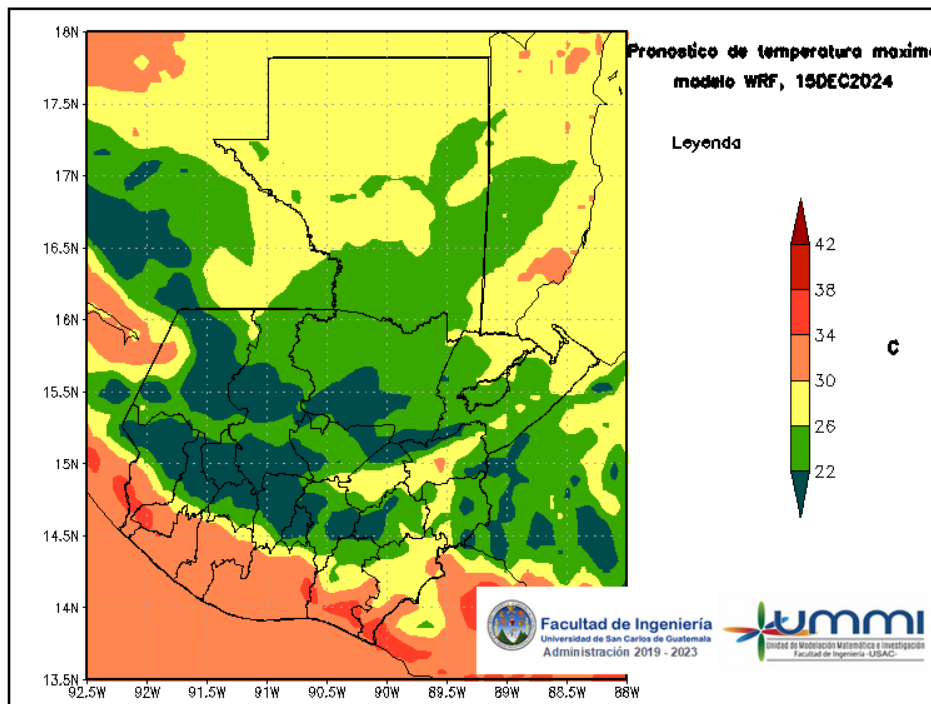 18N
17.5N
17N
16.5N
16N
15.5N
15N
14.5N
14N
13.5N
92.5W
92W
91.5W
91W
90.5W
90W
89.5W
89W
88.5W
88W
Pronostico de temperatura maxima
modelo WRF, 15DEC2024
Leyenda
42
38
34
30
26
22
C
Facultad de Ingeniería
Universidad de San Carlos de Guatemala
Administración 2019 - 2023
ummi
Unidad de Modelación Matemática e Investigación
Facultad de Ingeniería -USAC-